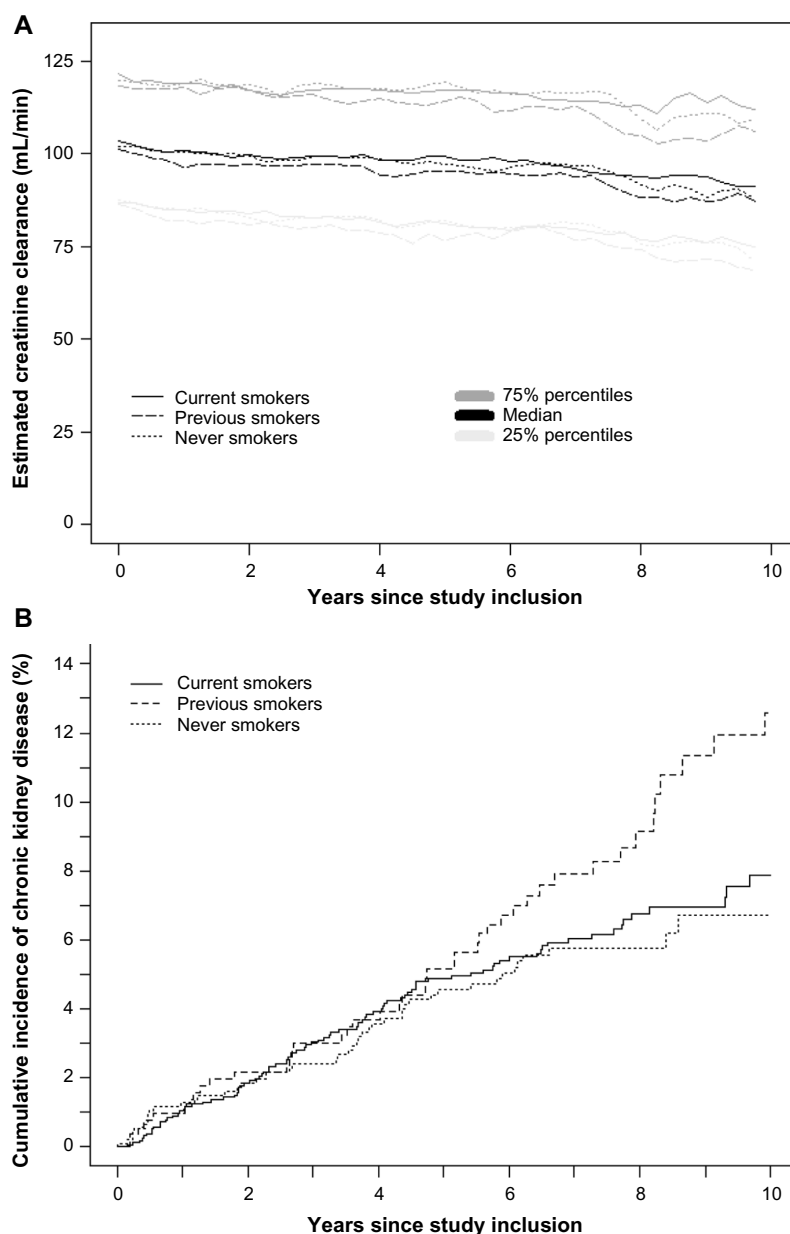 A
Estimated creatinine clearance (mL/min)
125
100
75
50
25
0
Current smokers
Previous smokers
Never smokers
75% percentiles
Median
25% percentiles
0 2 4 6 8 10
Years since study inclusion
B
Cumulative incidence of chronic kidney disease (%)
14
12
10
8
6
4
2
0
Current smokers
Previous smokers
Never smokers
0 2 4 6 8 10
Years since study inclusion